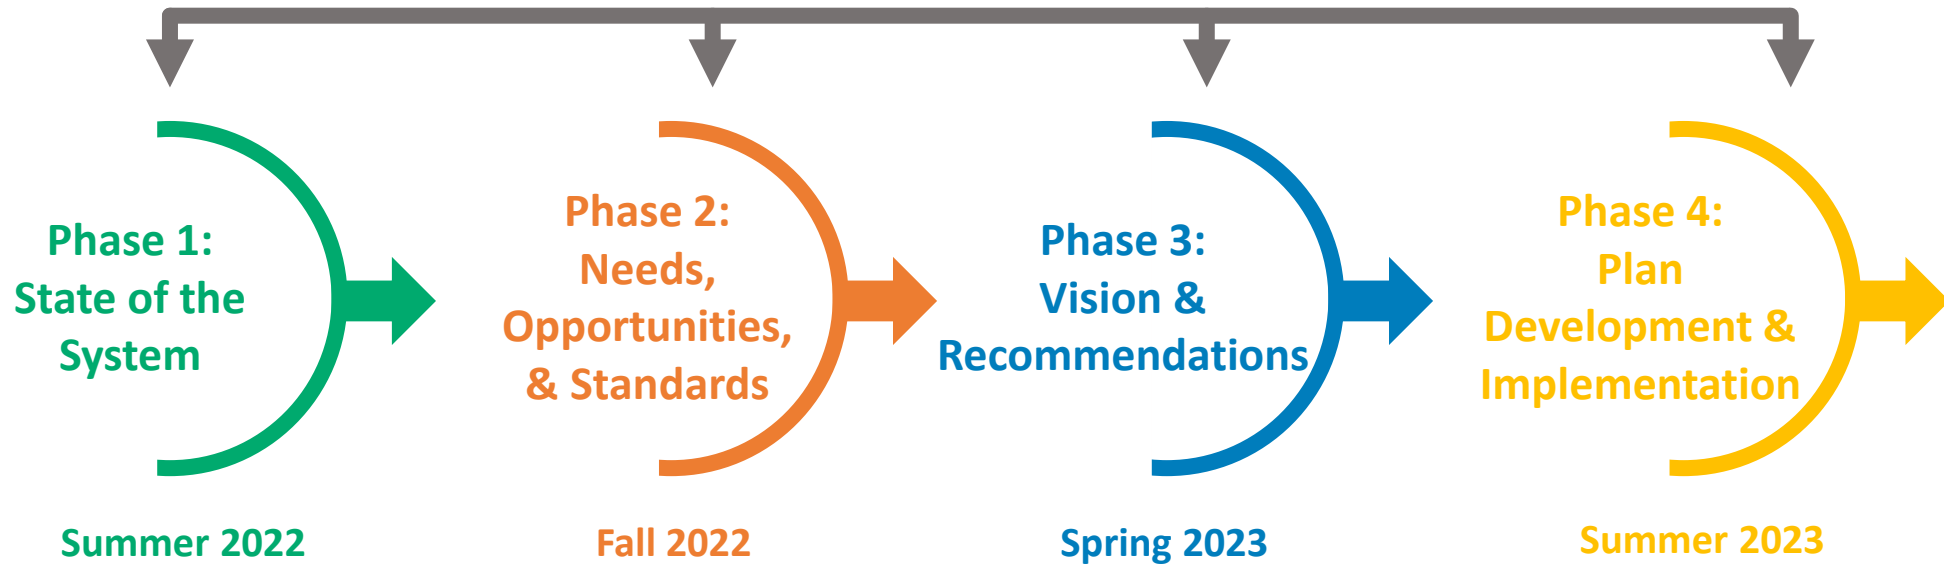 Phase 1:
State of the
System
Summer 2022
Phase 2:
Needs,
Opportunities,
& Standards
Fall 2022
Phase 3:
Vision &
Recommendations
Spring 2023
Phase 4:
Plan
Development &
Implementation
Summer 2023